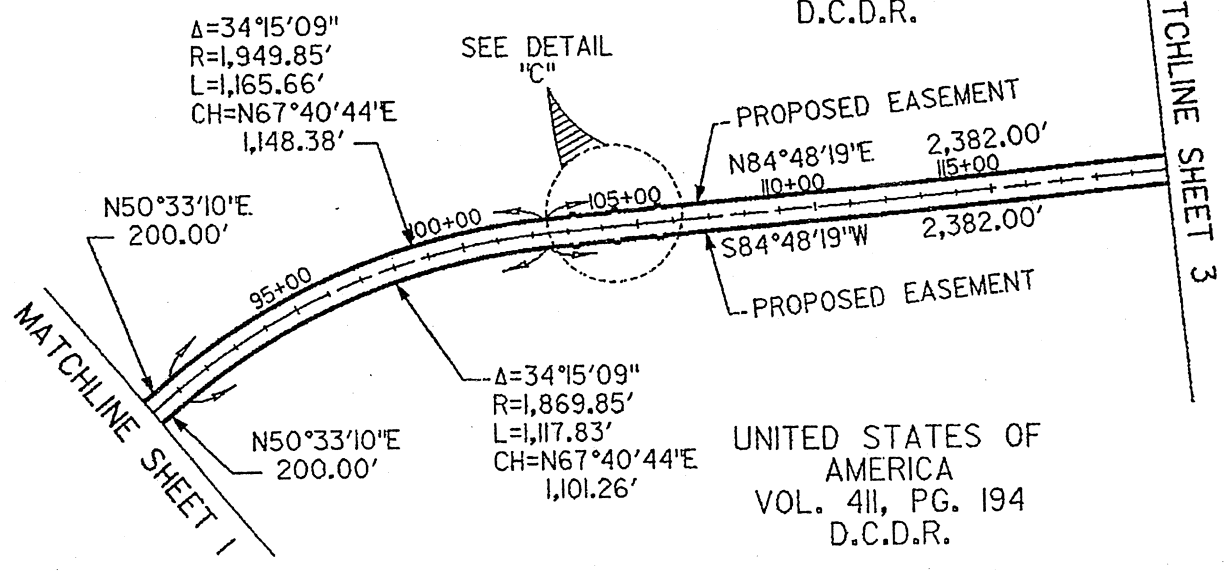 D.C.D.R.
Δ=34°15'09"
R=1,949.85'
L=1,165.66'
CH=N67°40'44"E
1,148.38'
SEE DETAIL
"C"
PROPOSED EASEMENT
N84°48'19"E
2,382.00'
TCHLINE SHEET 3
N50°33'10"E
200.00'
95+00
00+00
105+00
110+00
115+00
S84°48'19"W
2,382.00'
PROPOSED EASEMENT
MATCHLINE SHEET 1
N50°33'10"E
200.00'
Δ=34°15'09"
R=1,869.85'
L=1,117.83'
CH=N67°40'44"E
1,101.26'
UNITED STATES OF
AMERICA
VOL. 411, PG. 194
D.C.D.R.